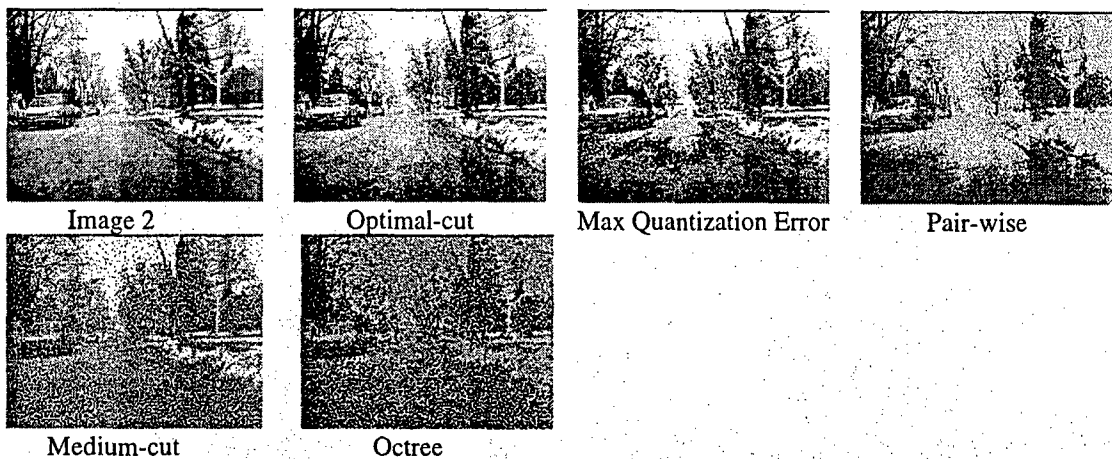 Image 2
Optimal-cut
Max Quantization Error
Pair-wise
Medium-cut
Octree